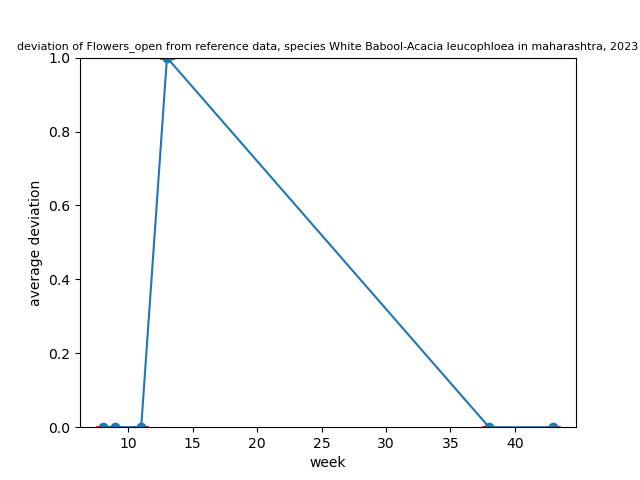 deviation of Flowers_open from reference data, species White Babool-Acacia leucophloea in maharashtra, 2023
1.0
0.8
0.6
0.4
0.2
0.0
average deviation
10 15 20 25 30 35 40
week